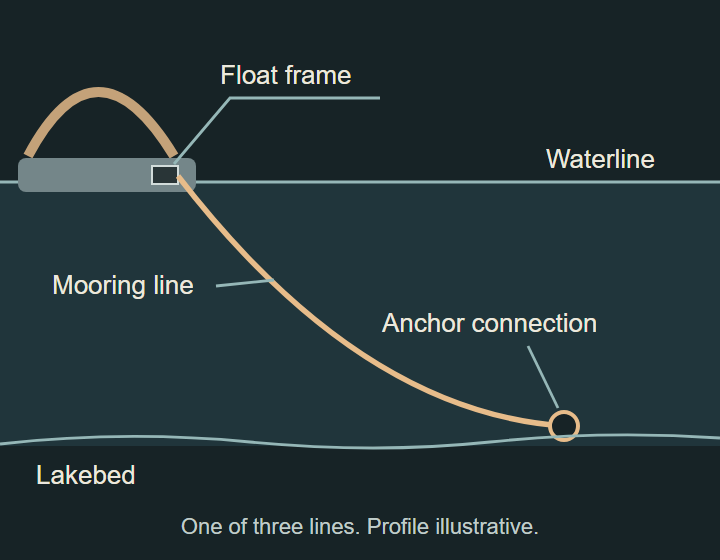 Float frame
Waterline
Mooring line
Anchor connection
Lakebed
One of three lines. Profile illustrative.